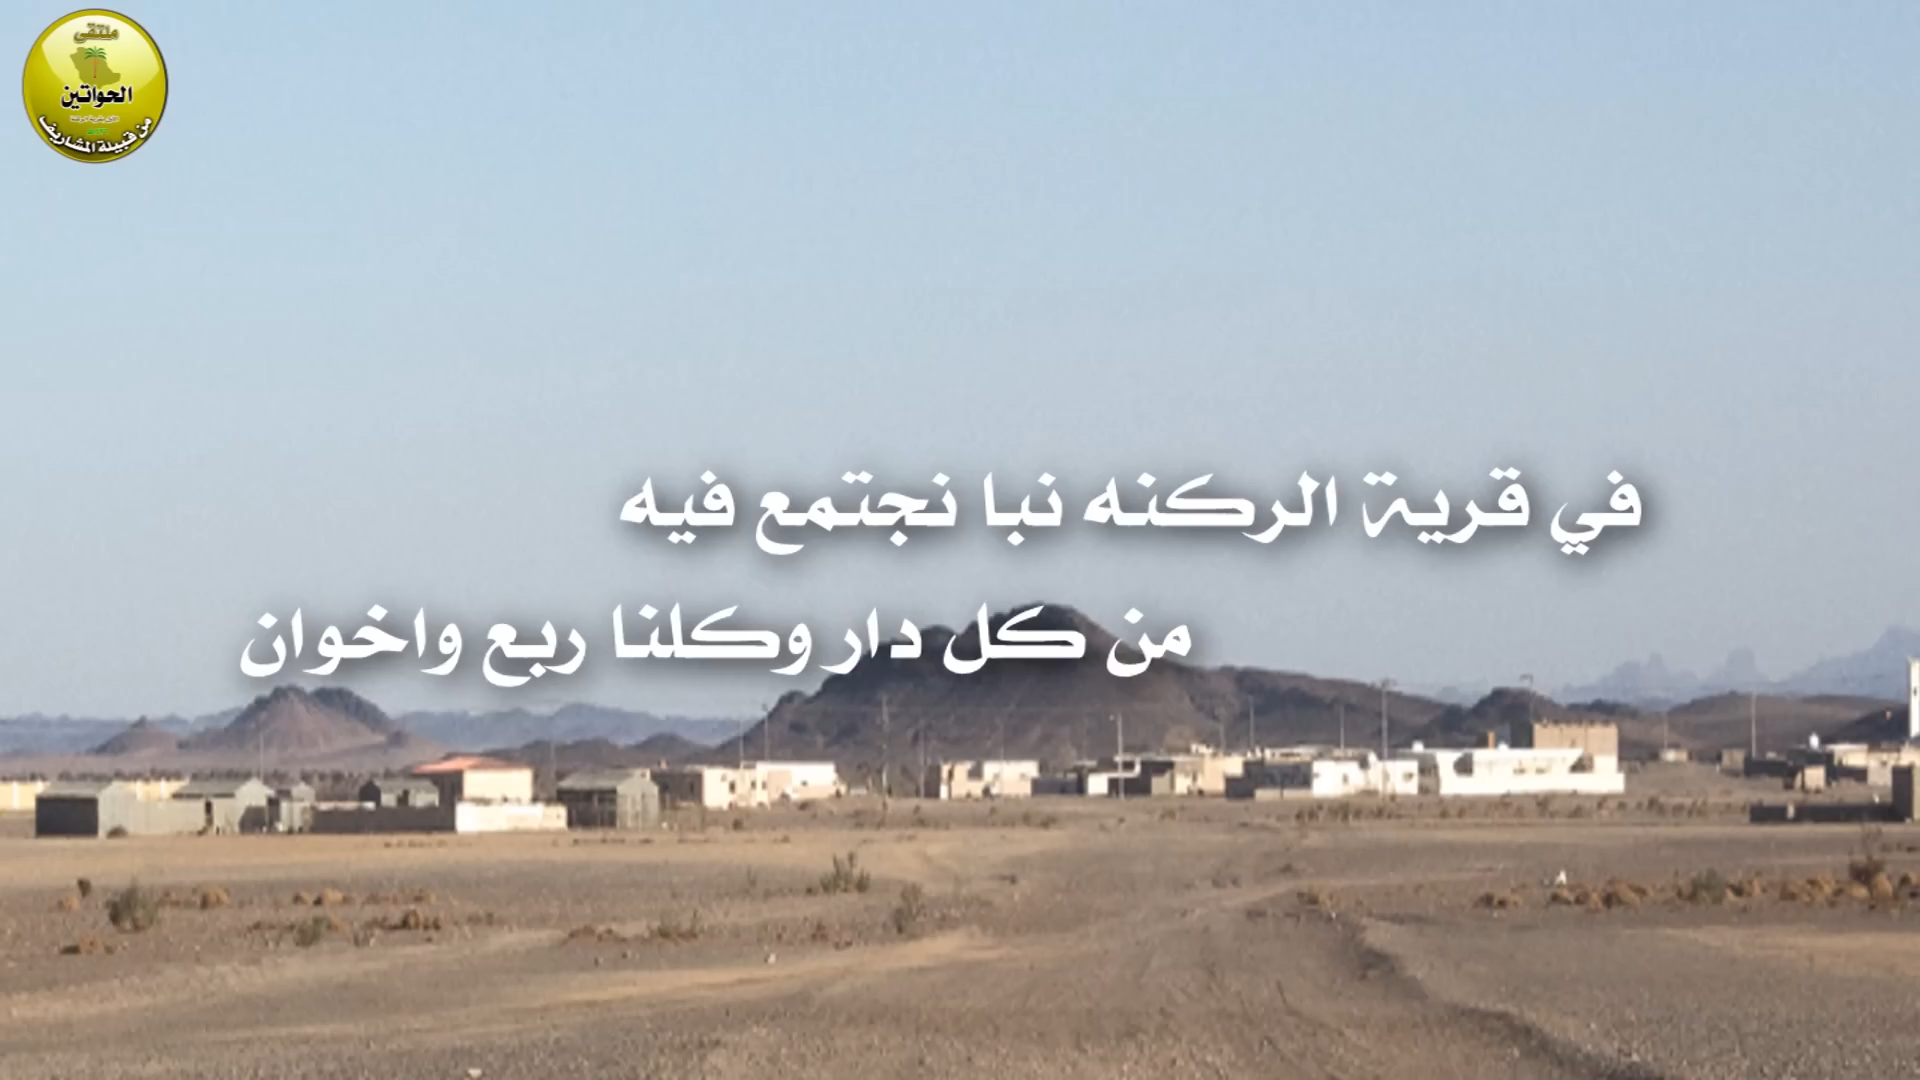 ملتقى
الحواتين
من قبيلة المشاريف
في قرية الركنه نبا نجتمع فيه
من كل دار وكلنا ربع واخوان